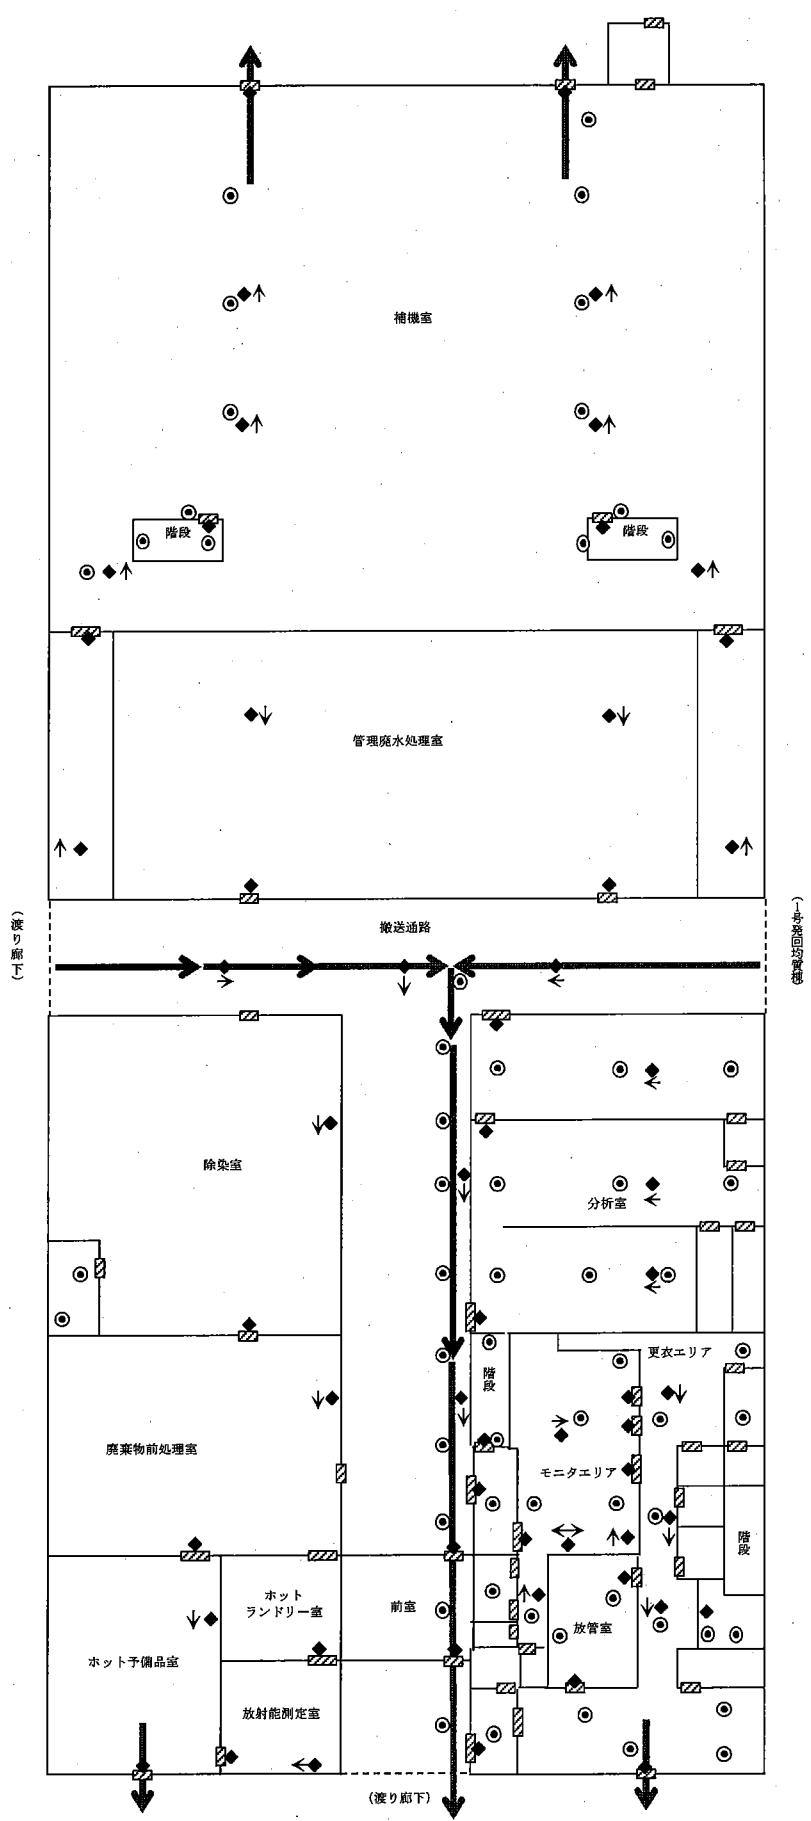 補機室
階段
階段
管理廃水処理室
(渡り廊下)
搬送通路
(1号発回均質棟)
除染室
分析室
階段
更衣エリア
廃棄物前処理室
モニタエリア
階段
ホット
ランドリー室
前室
放管室
ホット予備品室
放射能測定室
(渡り廊下)